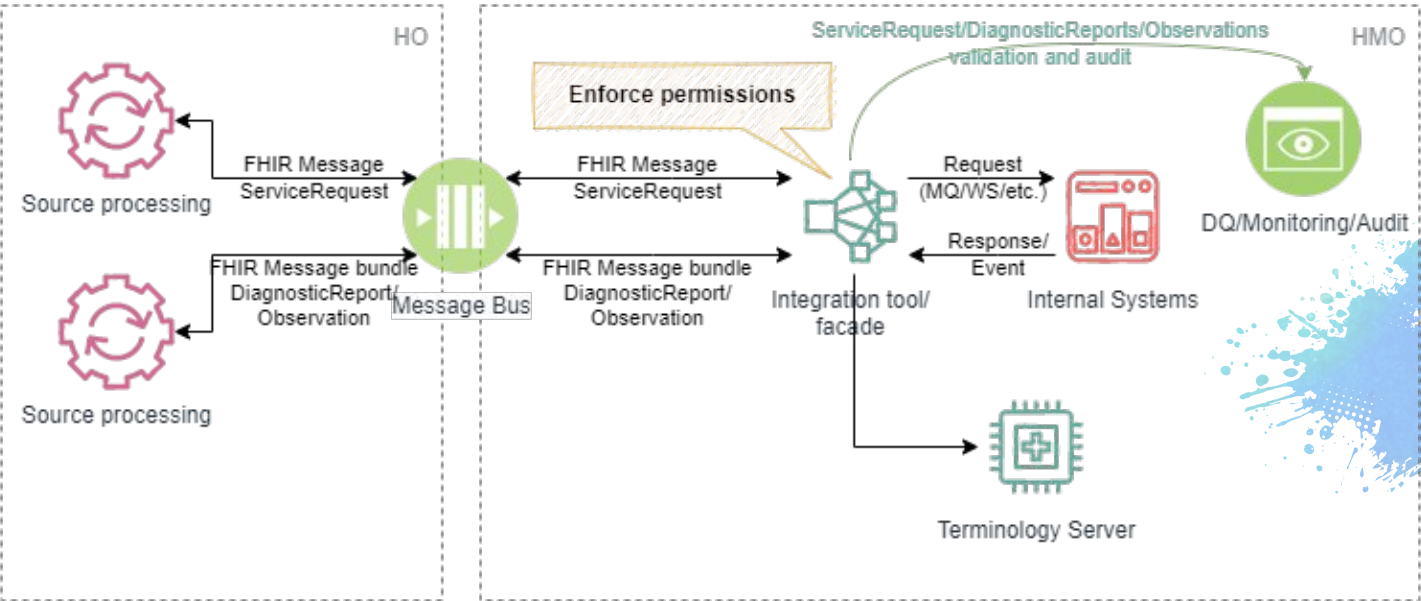 HO
Source processing
FHIR Message
ServiceRequest
Source processing
FHIR Message bundle
DiagnosticReport/
Observation
Message Bus
HMO
ServiceRequest/DiagnosticReports/Observations
validation and audit
Enforce permissions
FHIR Message
ServiceRequest
FHIR Message bundle
DiagnosticReport/
Observation
Integration tool/
facade
Request
(MQ/WS/etc.)
Response/
Event
Internal Systems
DQ/Monitoring/Audit
Terminology Server